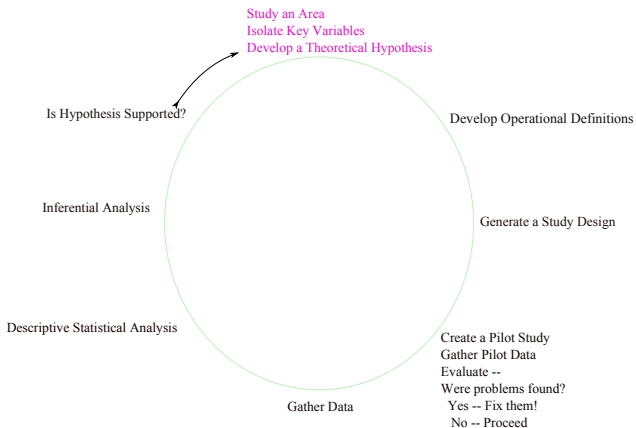 Study an Area
Isolate Key Variables
Develop a Theoretical Hypothesis
Develop Operational Definitions
Generate a Study Design
Create a Pilot Study
Gather Pilot Data
Evaluate --
Were problems found?
Yes -- Fix them!
No -- Proceed
Gather Data
Descriptive Statistical Analysis
Inferential Analysis
Is Hypothesis Supported?